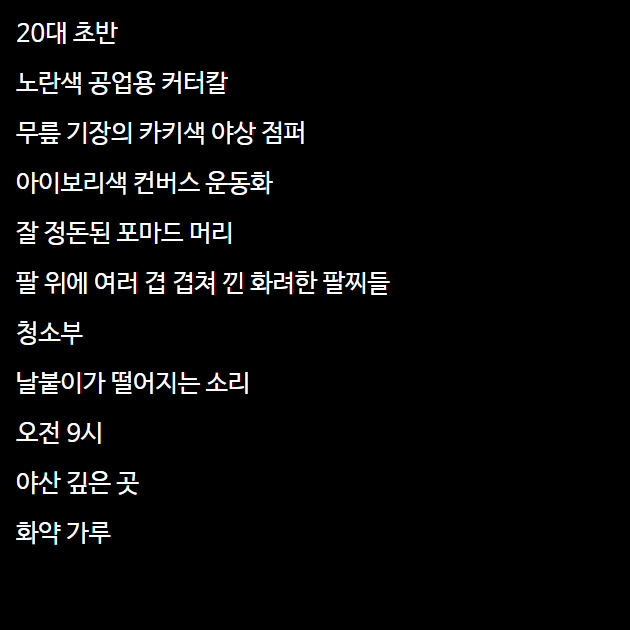 20대 초반
노란색 공업용 커터칼
무릎 기장의 카키색 야상 점퍼
아이보리색 컨버스 운동화
잘 정돈된 포마드 머리
팔 위에 여러 겹 겹쳐 낀 화려한 팔찌들
청소부
날붙이가 떨어지는 소리
오전 9시
야산 깊은 곳
화약 가루